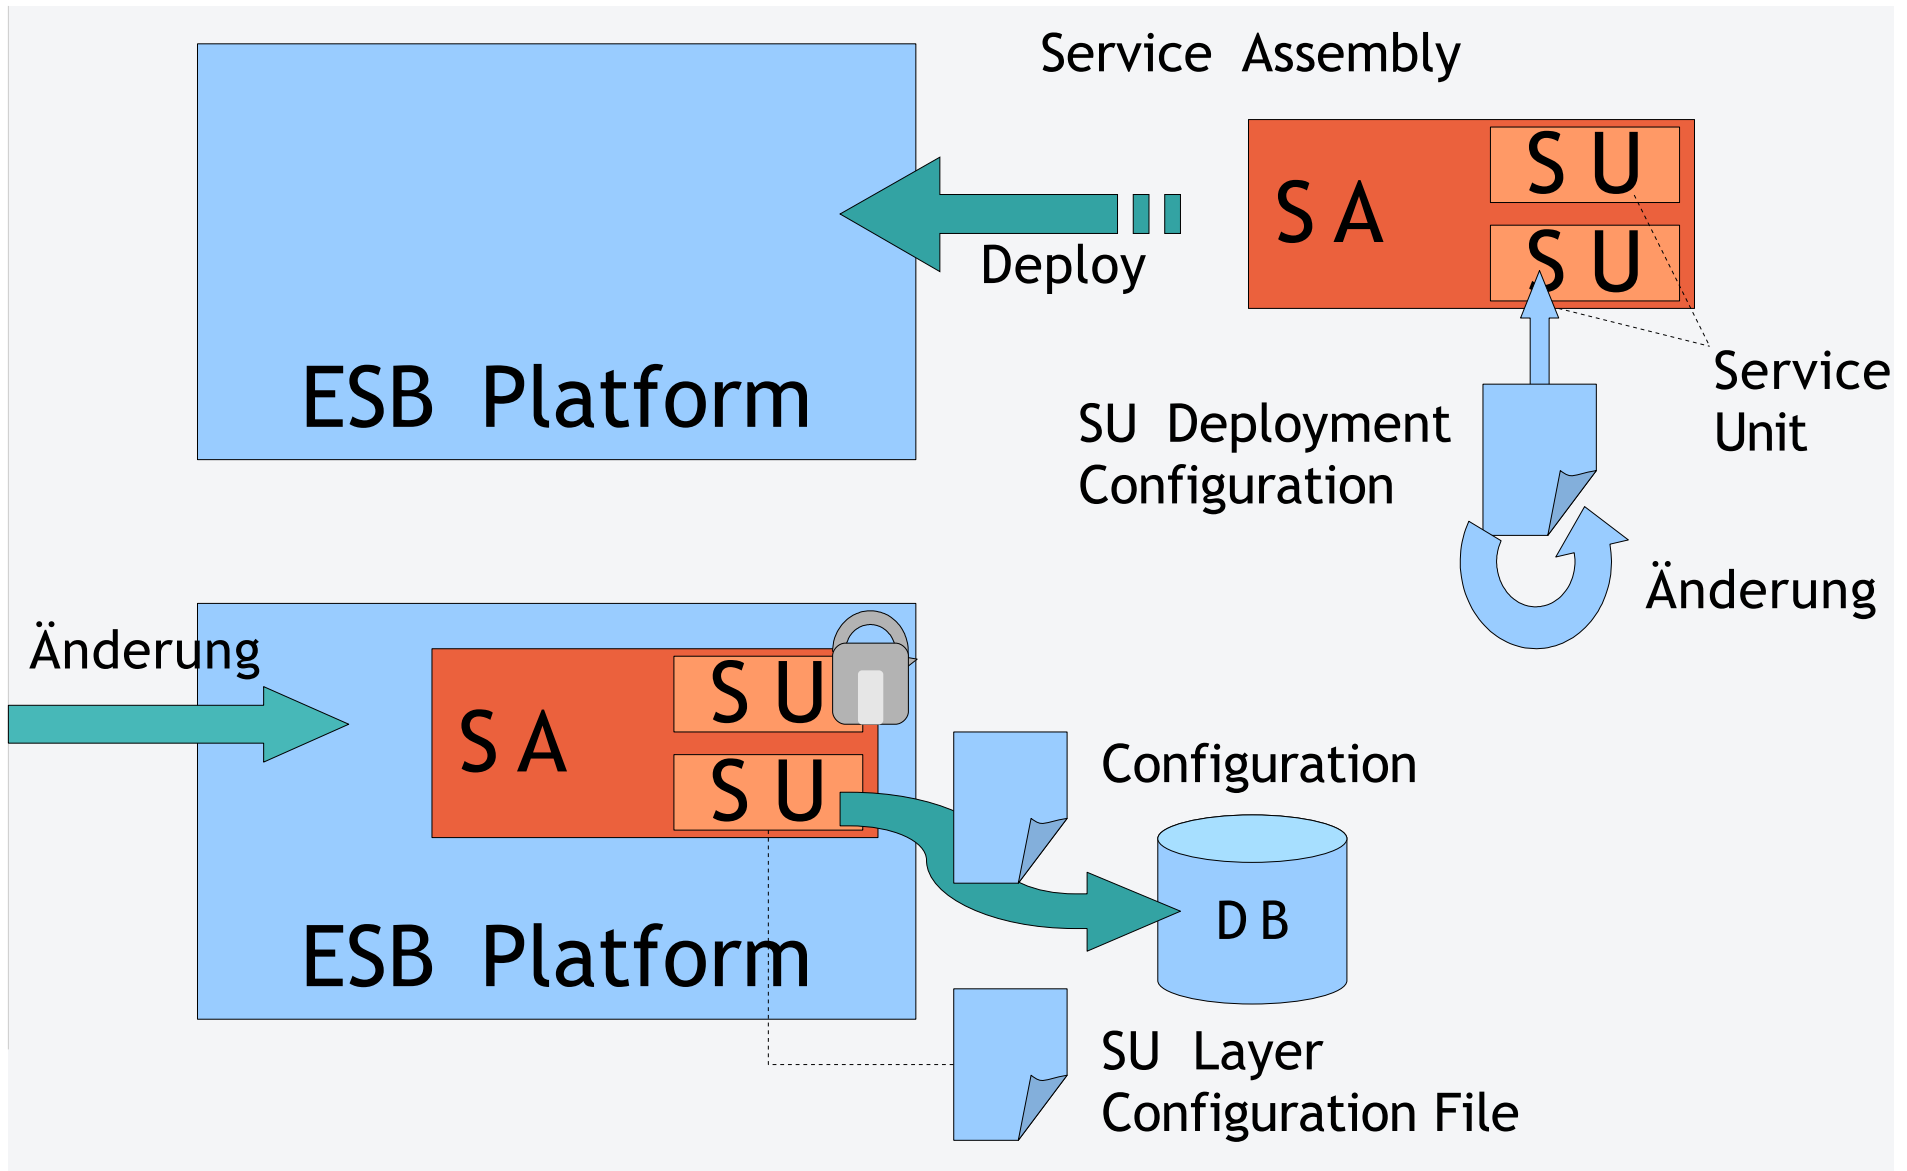 Service Assembly
S U
S A
S U
Deploy
ESB Platform
Service
Unit
SU Deployment
Configuration
Änderung
Änderung
S U
S A
S U
Configuration
D B
ESB Platform
SU Layer
Configuration File